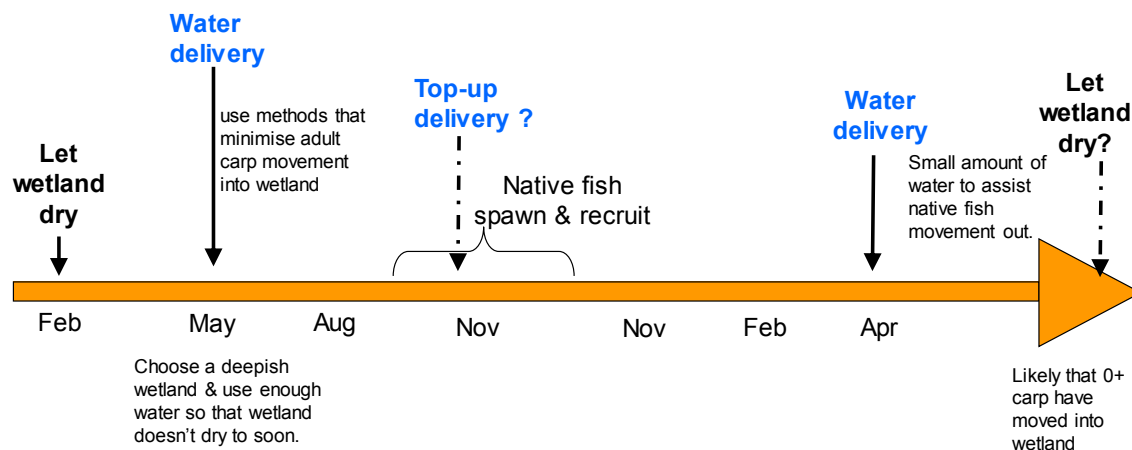 Water
delivery
use methods that
minimise adult
carp movement
into wetland
Let
wetland
dry
Top-up
delivery ?
Native fish
spawn & recruit
Water
delivery
Small amount of
water to assist
native fish
movement out.
Let
wetland
dry?
Feb
May
Aug
Nov
Nov
Feb
Apr
Choose a deepish
wetland & use enough
water so that wetland
doesn't dry to soon.
Likely that 0+
carp have
moved into
wetland